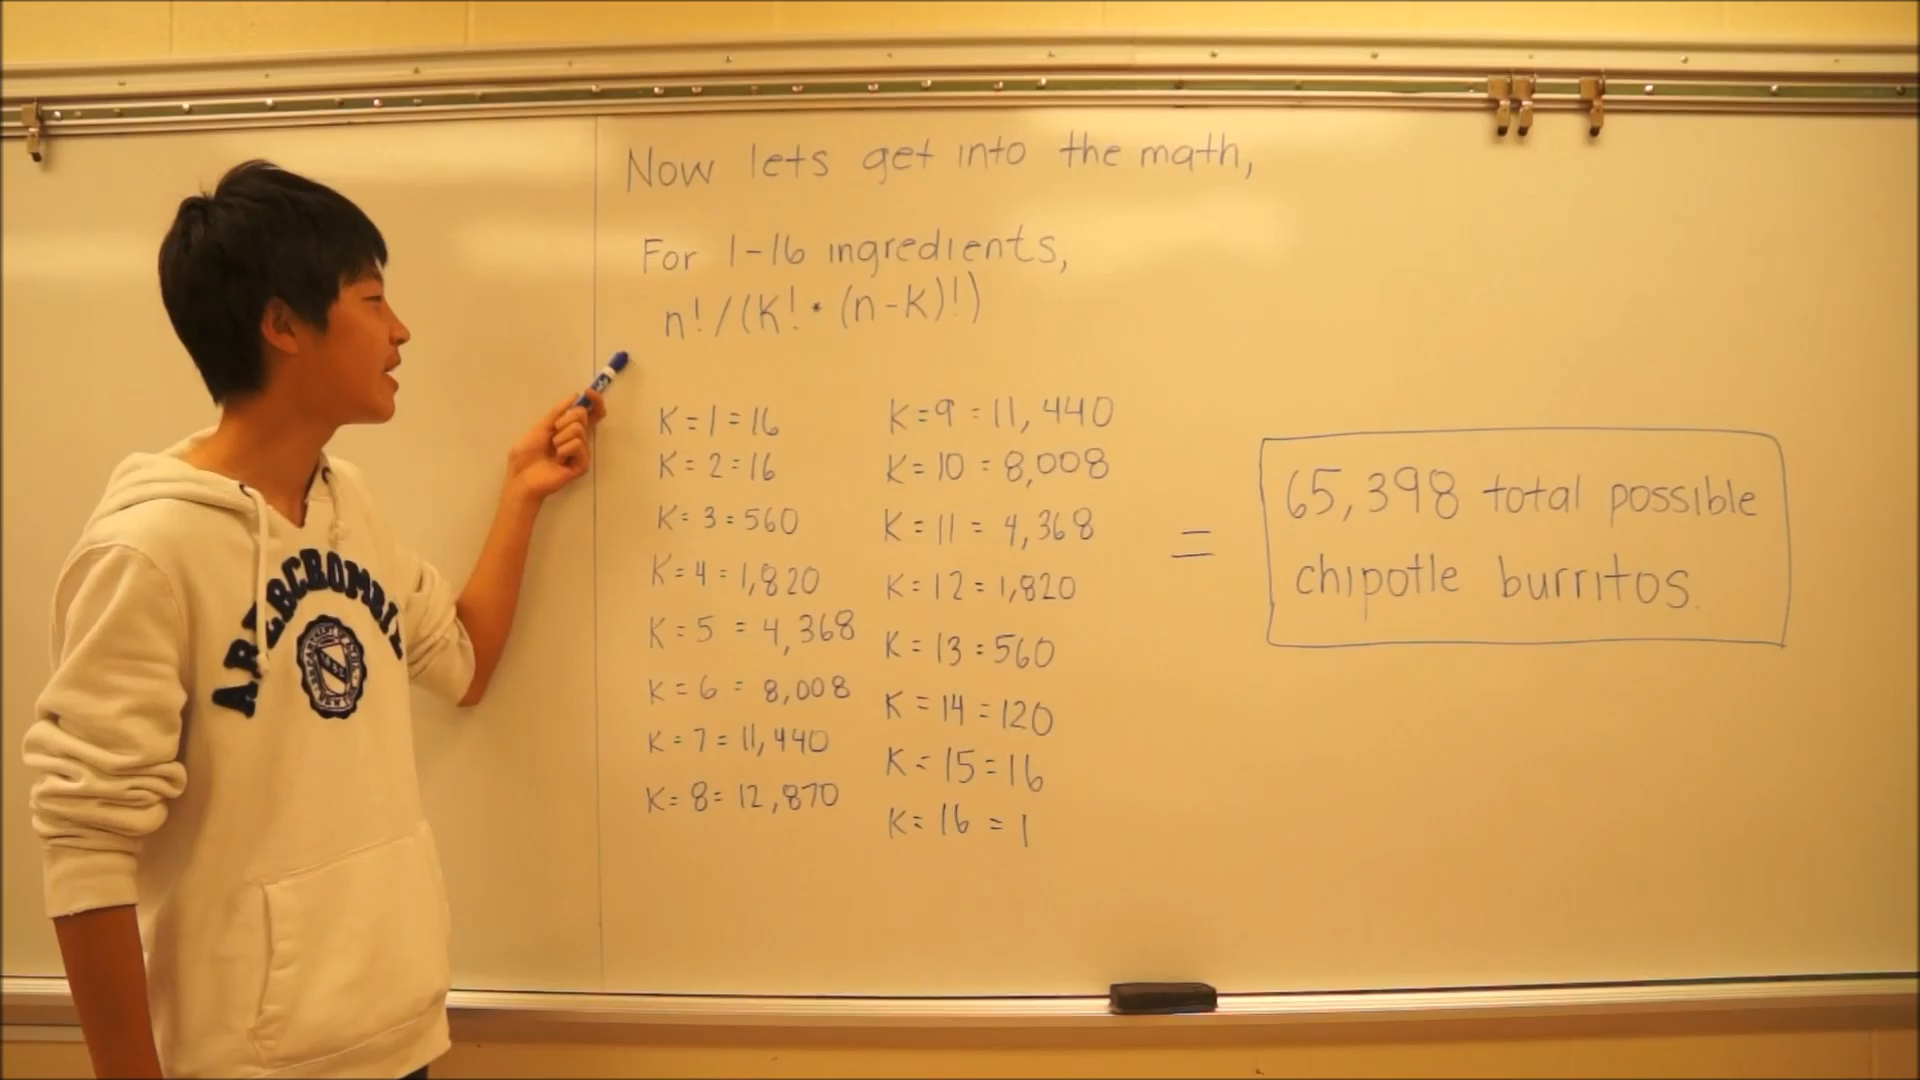 Now lets get into the math,
For 1-16 ingredients,
n!/(K!·(n-K)!)
K=1=16
K=2=16
K=3=560
K=4=1,820
K=5=4,368
K=6=8,008
K=7=11,440
K=8=12,870
K=9=11,440
K=10=8,008
K=11=4,368
K=12=1,820
K=13=560
K=14=120
K=15=16
K=16=1
=
65,398 total possible
chipotle burritos.
ABERCROMBIE